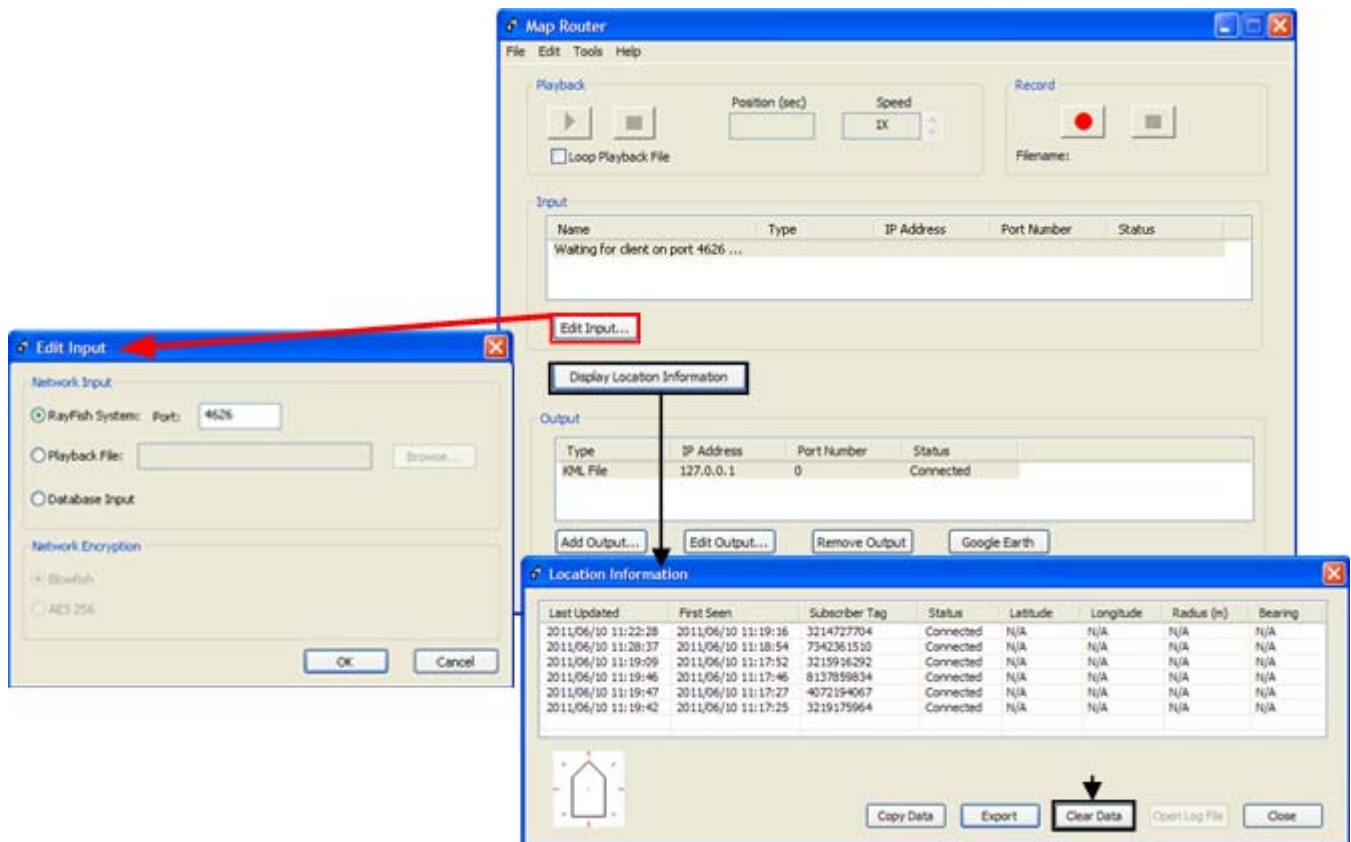 Map Router
File Edit Tools Help
Playback
Position (sec)
Speed
1X
Loop Playback File
Record
Filename:
Input
Name Type IP Address Port Number Status
Waiting for client on port 4626 ...
Edit Input...
Display Location Information
Output
Type IP Address Port Number Status
KML File 127.0.0.1 0 Connected
Add Output... Edit Output... Remove Output Google Earth
Edit Input
Network Input
RayFish System: Port: 4626
Playback File: Browse...
Database Input
Network Encryption
Blowfish
AES 256
OK Cancel
Location Information
Last Updated First Seen Subscriber Tag Status Latitude Longitude Radius (m) Bearing
2011/06/10 11:22:28 2011/06/10 11:19:16 3214727704 Connected N/A N/A N/A N/A
2011/06/10 11:28:37 2011/06/10 11:18:54 7342361510 Connected N/A N/A N/A N/A
2011/06/10 11:19:09 2011/06/10 11:17:52 3215916292 Connected N/A N/A N/A N/A
2011/06/10 11:19:46 2011/06/10 11:17:46 8137859834 Connected N/A N/A N/A N/A
2011/06/10 11:19:47 2011/06/10 11:17:27 4072194067 Connected N/A N/A N/A N/A
2011/06/10 11:19:42 2011/06/10 11:17:25 3219175964 Connected N/A N/A N/A N/A
Copy Data Export Clear Data Open Log File Close